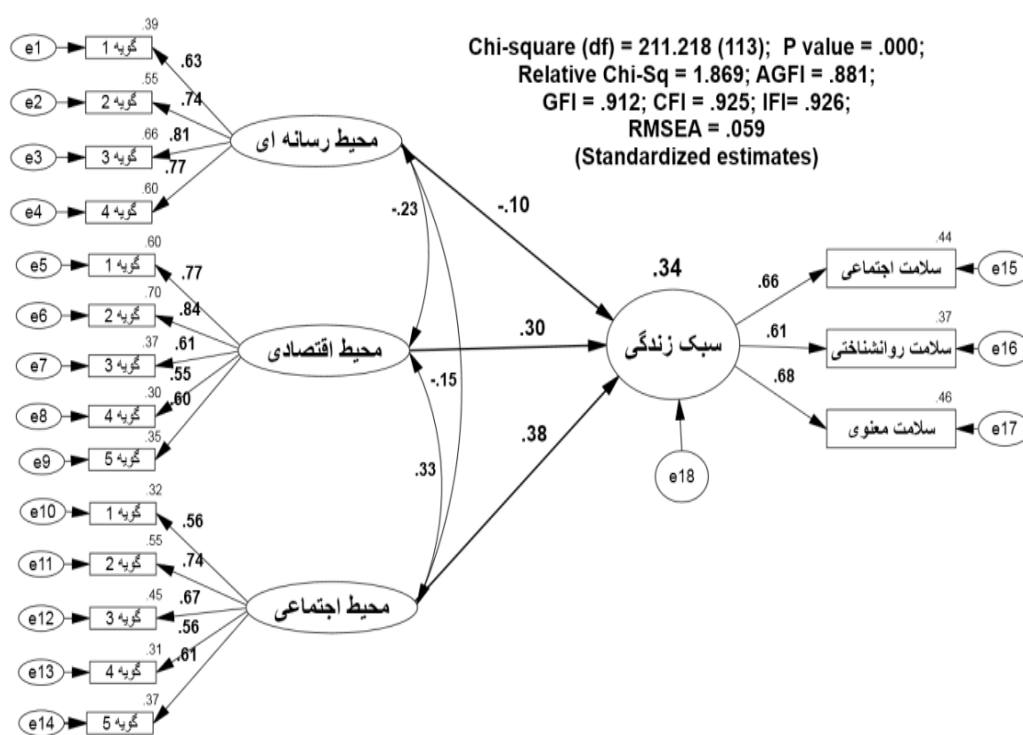 Chi-square (df) = 211.218 (113); P value = .000;
Relative Chi-Sq = 1.869; AGFI = .881;
GFI = .912; CFI = .925; IFI= .926;
RMSEA = .059
(Standardized estimates)
.39
e1
گویه 1
.63
.55
e2
گویه 2
.74
.66
e3
گویه 3
.81
.60
e4
گویه 4
.77
محیط رسانه ای
.60
e5
گویه 1
.77
.70
e6
گویه 2
.84
.37
e7
گویه 3
.61
.30
e8
گویه 4
.55
.35
e9
گویه 5
.60
محیط اقتصادی
.32
e10
گویه 1
.56
.55
e11
گویه 2
.74
.45
e12
گویه 3
.67
.31
e13
گویه 4
.56
.37
e14
گویه 5
.61
محیط اجتماعی
-.23
-.15
.33
-.10
.30
.38
.34
سبک زندگی
e18
.66
.44
سلامت اجتماعی
e15
.61
.37
سلامت روانشناختی
e16
.68
.46
سلامت معنوی
e17